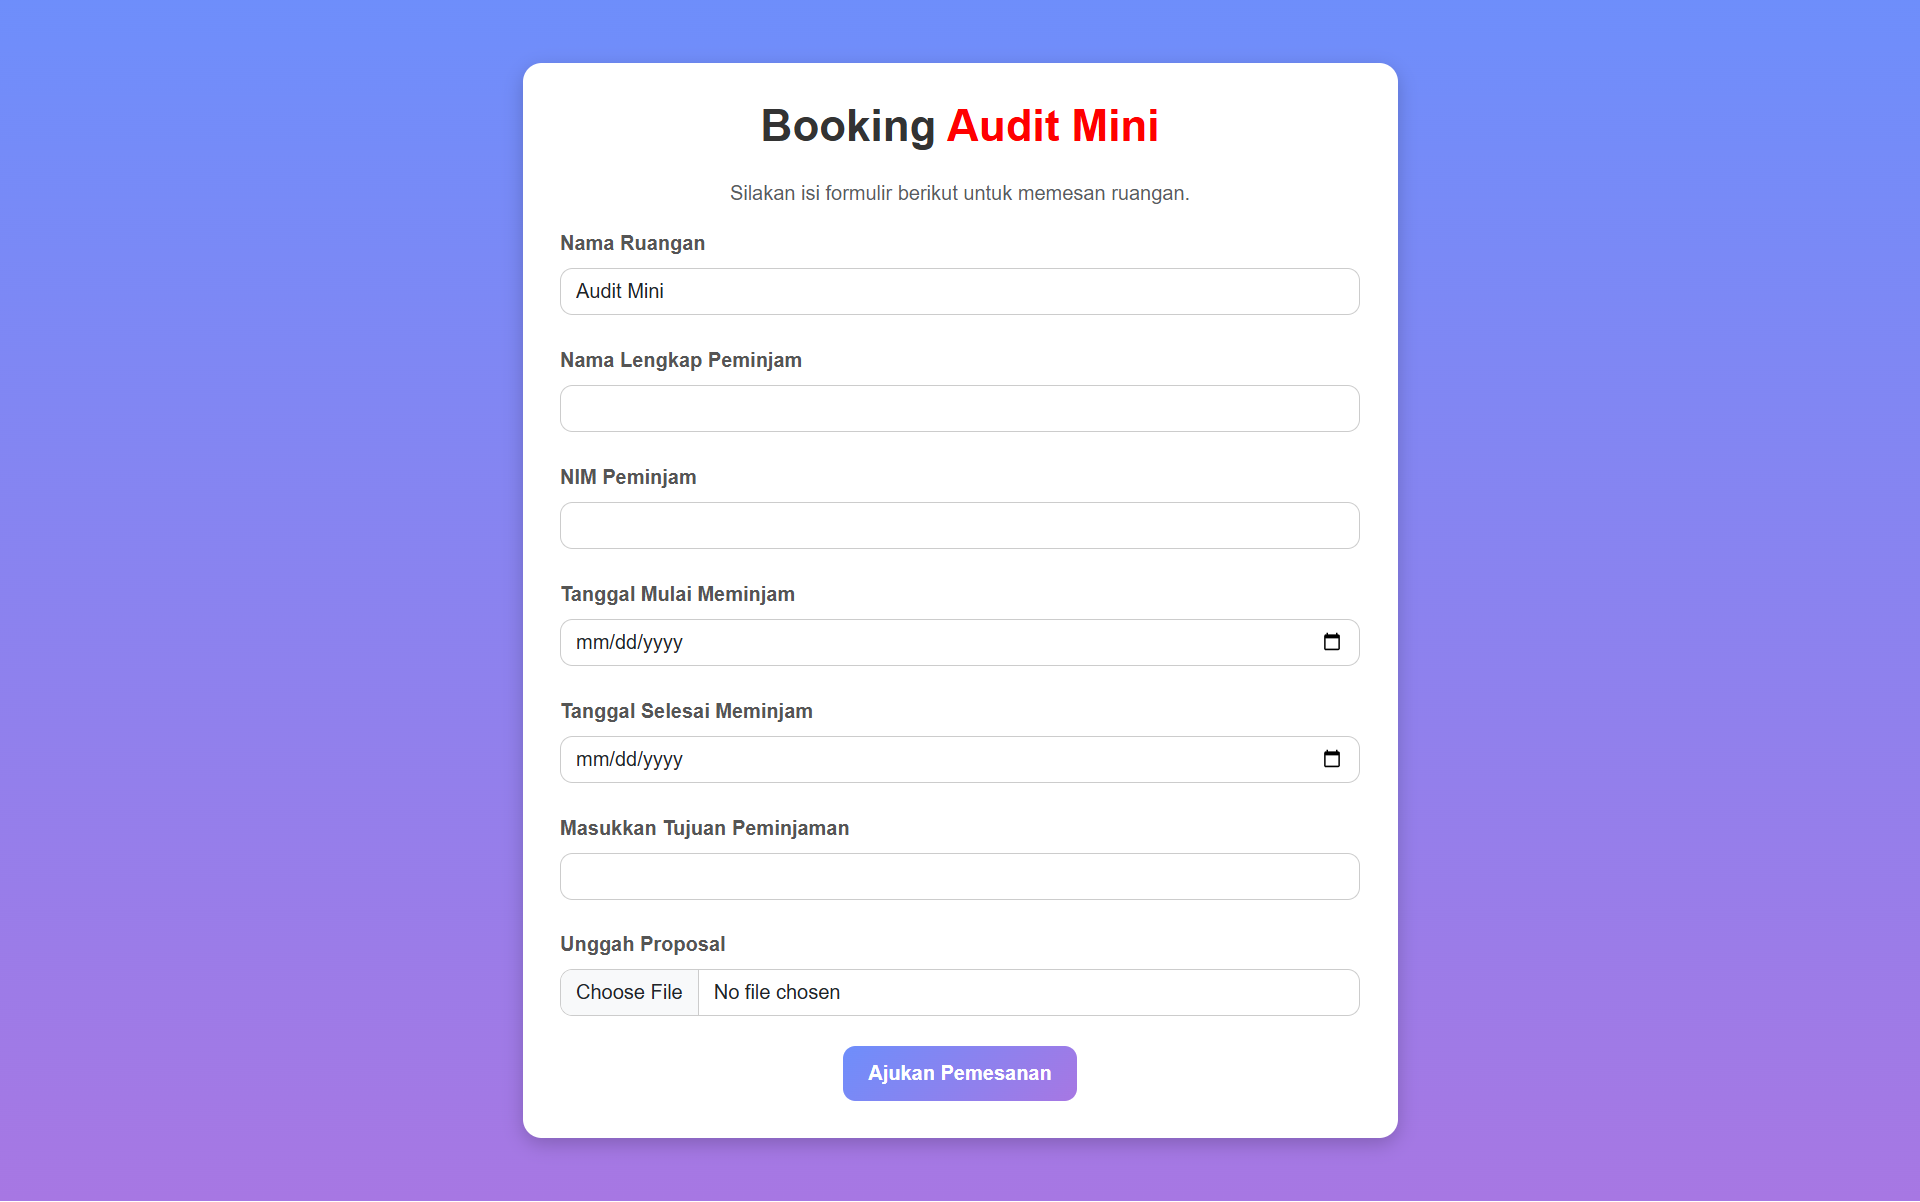 Booking Audit Mini
Silakan isi formulir berikut untuk memesan ruangan.
Nama Ruangan
Audit Mini
Nama Lengkap Peminjam
NIM Peminjam
Tanggal Mulai Meminjam
mm/dd/yyyy
Tanggal Selesai Meminjam
mm/dd/yyyy
Masukkan Tujuan Peminjaman
Unggah Proposal
Choose File No file chosen
Ajukan Pemesanan